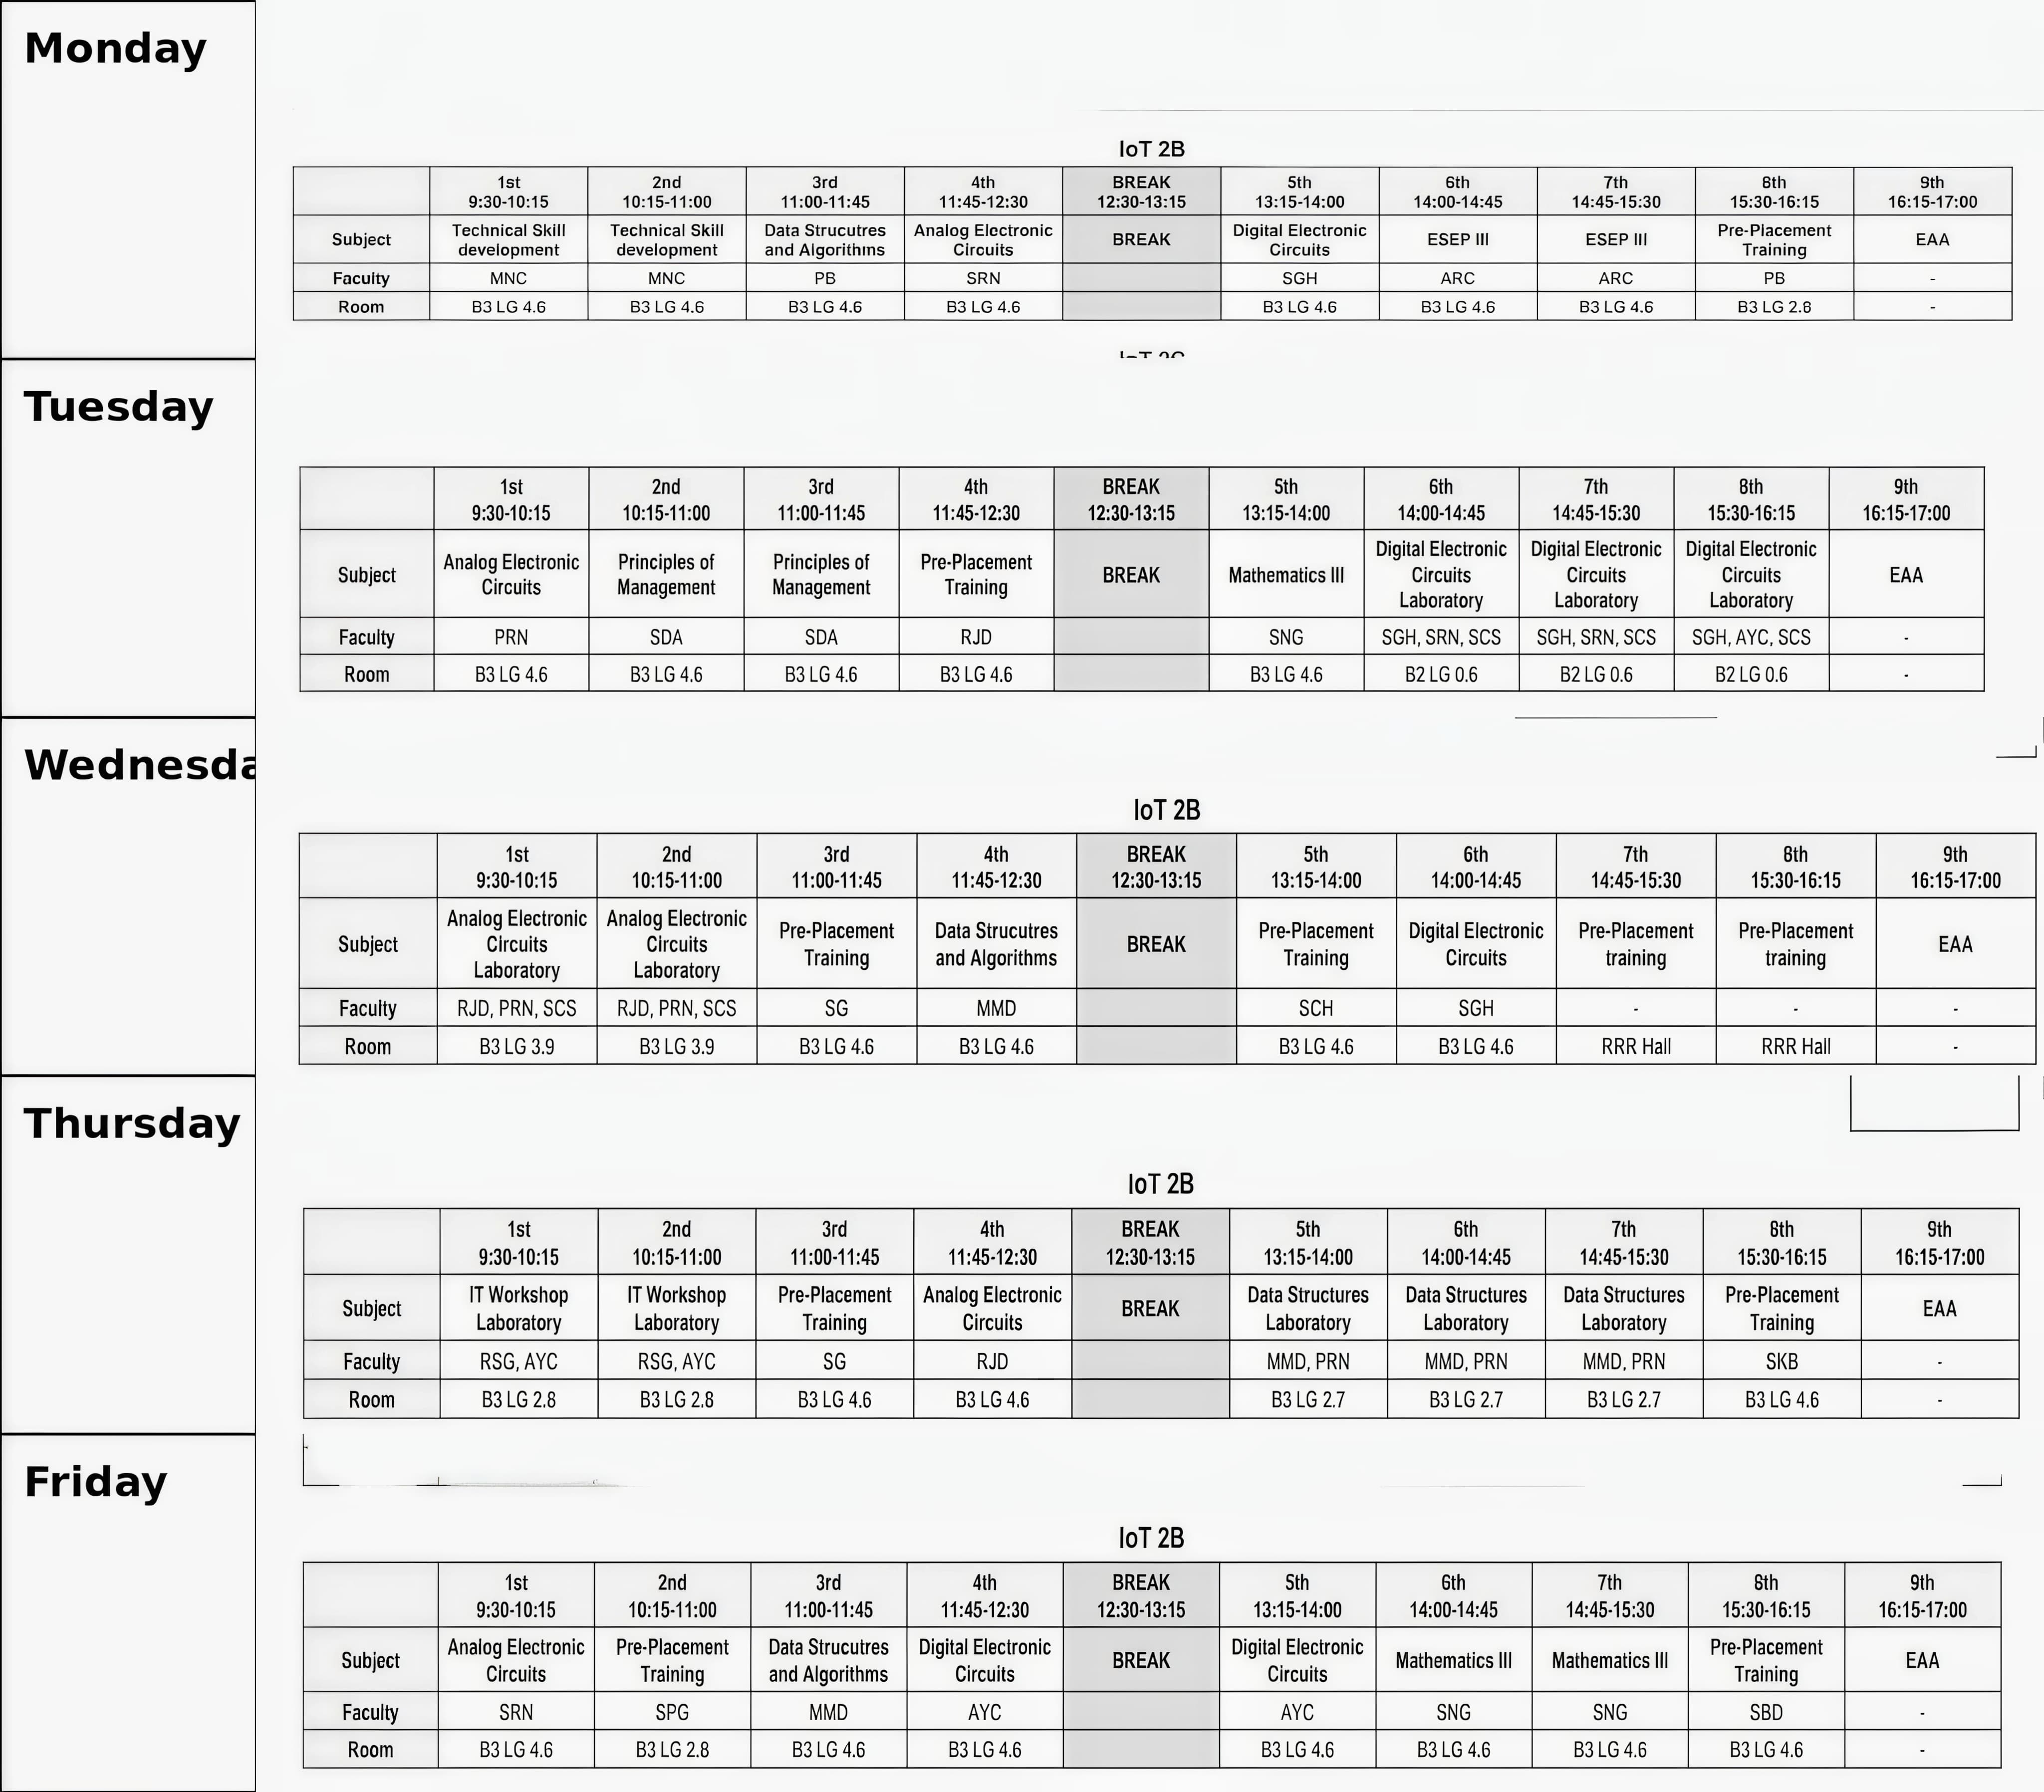 Monday
IoT 2B
1st 2nd 3rd 4th BREAK 5th 6th 7th 8th 9th
9:30-10:15 10:15-11:00 11:00-11:45 11:45-12:30 12:30-13:15 13:15-14:00 14:00-14:45 14:45-15:30 15:30-16:15 16:15-17:00
Subject Technical Skill development Technical Skill development Data Strucutres and Algorithms Analog Electronic Circuits BREAK Digital Electronic Circuits ESEP III ESEP III Pre-Placement Training EAA
Faculty MNC MNC PB SRN SGH ARC ARC PB -
Room B3 LG 4.6 B3 LG 4.6 B3 LG 4.6 B3 LG 4.6 B3 LG 4.6 B3 LG 4.6 B3 LG 4.6 B3 LG 2.8 -
Tuesday
1st 2nd 3rd 4th BREAK 5th 6th 7th 8th 9th
9:30-10:15 10:15-11:00 11:00-11:45 11:45-12:30 12:30-13:15 13:15-14:00 14:00-14:45 14:45-15:30 15:30-16:15 16:15-17:00
Subject Analog Electronic Circuits Principles of Management Principles of Management Pre-Placement Training BREAK Mathematics III Digital Electronic Circuits Laboratory Digital Electronic Circuits Laboratory Digital Electronic Circuits Laboratory EAA
Faculty PRN SDA SDA RJD SNG SGH, SRN, SCS SGH, SRN, SCS SGH, AYC, SCS -
Room B3 LG 4.6 B3 LG 4.6 B3 LG 4.6 B3 LG 4.6 B3 LG 4.6 B2 LG 0.6 B2 LG 0.6 B2 LG 0.6 -
Wednesda
IoT 2B
1st 2nd 3rd 4th BREAK 5th 6th 7th 8th 9th
9:30-10:15 10:15-11:00 11:00-11:45 11:45-12:30 12:30-13:15 13:15-14:00 14:00-14:45 14:45-15:30 15:30-16:15 16:15-17:00
Subject Analog Electronic Circuits Laboratory Analog Electronic Circuits Laboratory Pre-Placement Training Data Strucutres and Algorithms BREAK Pre-Placement Training Digital Electronic Circuits Pre-Placement training Pre-Placement training EAA
Faculty RJD, PRN, SCS RJD, PRN, SCS SG MMD SCH SGH - - -
Room B3 LG 3.9 B3 LG 3.9 B3 LG 4.6 B3 LG 4.6 B3 LG 4.6 B3 LG 4.6 RRR Hall RRR Hall -
Thursday
IoT 2B
1st 2nd 3rd 4th BREAK 5th 6th 7th 8th 9th
9:30-10:15 10:15-11:00 11:00-11:45 11:45-12:30 12:30-13:15 13:15-14:00 14:00-14:45 14:45-15:30 15:30-16:15 16:15-17:00
Subject IT Workshop Laboratory IT Workshop Laboratory Pre-Placement Training Analog Electronic Circuits BREAK Data Structures Laboratory Data Structures Laboratory Data Structures Laboratory Pre-Placement Training EAA
Faculty RSG, AYC RSG, AYC SG RJD MMD, PRN MMD, PRN MMD, PRN SKB -
Room B3 LG 2.8 B3 LG 2.8 B3 LG 4.6 B3 LG 4.6 B3 LG 2.7 B3 LG 2.7 B3 LG 2.7 B3 LG 4.6 -
Friday
IoT 2B
1st 2nd 3rd 4th BREAK 5th 6th 7th 8th 9th
9:30-10:15 10:15-11:00 11:00-11:45 11:45-12:30 12:30-13:15 13:15-14:00 14:00-14:45 14:45-15:30 15:30-16:15 16:15-17:00
Subject Analog Electronic Circuits Pre-Placement Training Data Strucutres and Algorithms Digital Electronic Circuits BREAK Digital Electronic Circuits Mathematics III Mathematics III Pre-Placement Training EAA
Faculty SRN SPG MMD AYC AYC SNG SNG SBD -
Room B3 LG 4.6 B3 LG 2.8 B3 LG 4.6 B3 LG 4.6 B3 LG 4.6 B3 LG 4.6 B3 LG 4.6 B3 LG 4.6 -